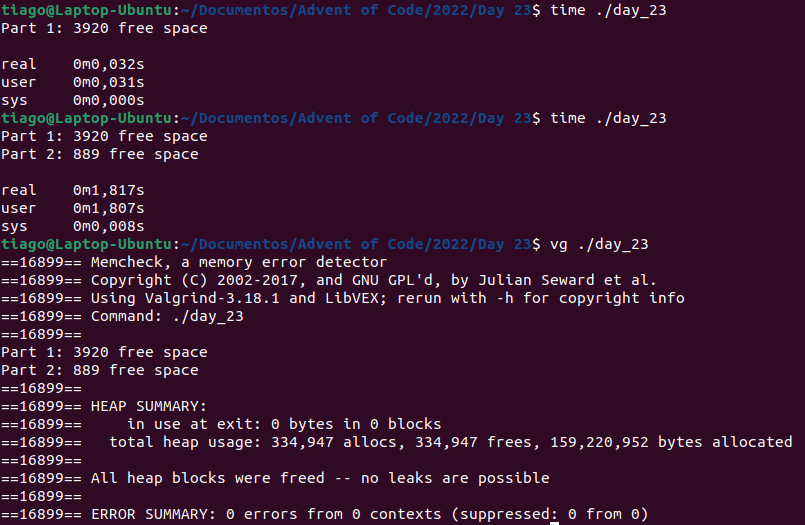 tiago@Laptop-Ubuntu:~/Documentos/Advent of Code/2022/Day 23$ time ./day_23
Part 1: 3920 free space
real 0m0,032s
user 0m0,031s
sys 0m0,000s
tiago@Laptop-Ubuntu:~/Documentos/Advent of Code/2022/Day 23$ time ./day_23
Part 1: 3920 free space
Part 2: 889 free space
real 0m1,817s
user 0m1,807s
sys 0m0,008s
tiago@Laptop-Ubuntu:~/Documentos/Advent of Code/2022/Day 23$ vg ./day_23
==16899== Memcheck, a memory error detector
==16899== Copyright (C) 2002-2017, and GNU GPL'd, by Julian Seward et al.
==16899== Using Valgrind-3.18.1 and LibVEX; rerun with -h for copyright info
==16899== Command: ./day_23
==16899==
Part 1: 3920 free space
Part 2: 889 free space
==16899==
==16899== HEAP SUMMARY:
==16899==     in use at exit: 0 bytes in 0 blocks
==16899==   total heap usage: 334,947 allocs, 334,947 frees, 159,220,952 bytes allocated
==16899==
==16899== All heap blocks were freed -- no leaks are possible
==16899==
==16899== ERROR SUMMARY: 0 errors from 0 contexts (suppressed: 0 from 0)